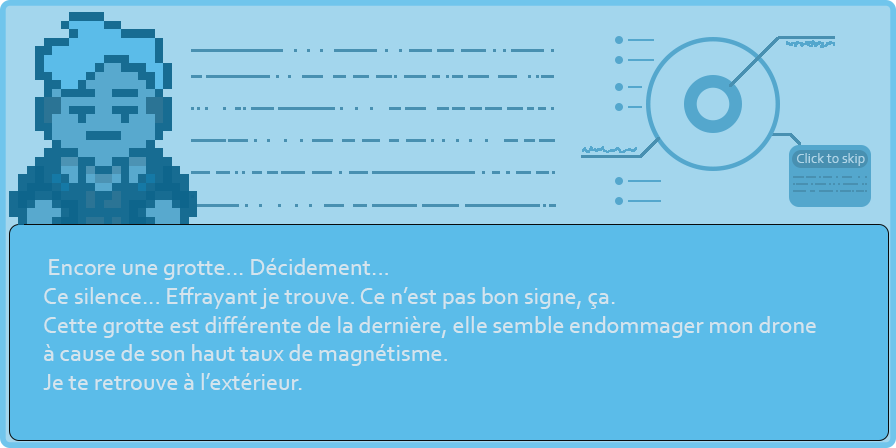 Click to skip
Encore une grotte... Décidement...
Ce silence... Effrayant je trouve. Ce n'est pas bon signe, ça.
Cette grotte est différente de la dernière, elle semble endommager mon drone
à cause de son haut taux de magnétisme.
Je te retrouve à l'extérieur.